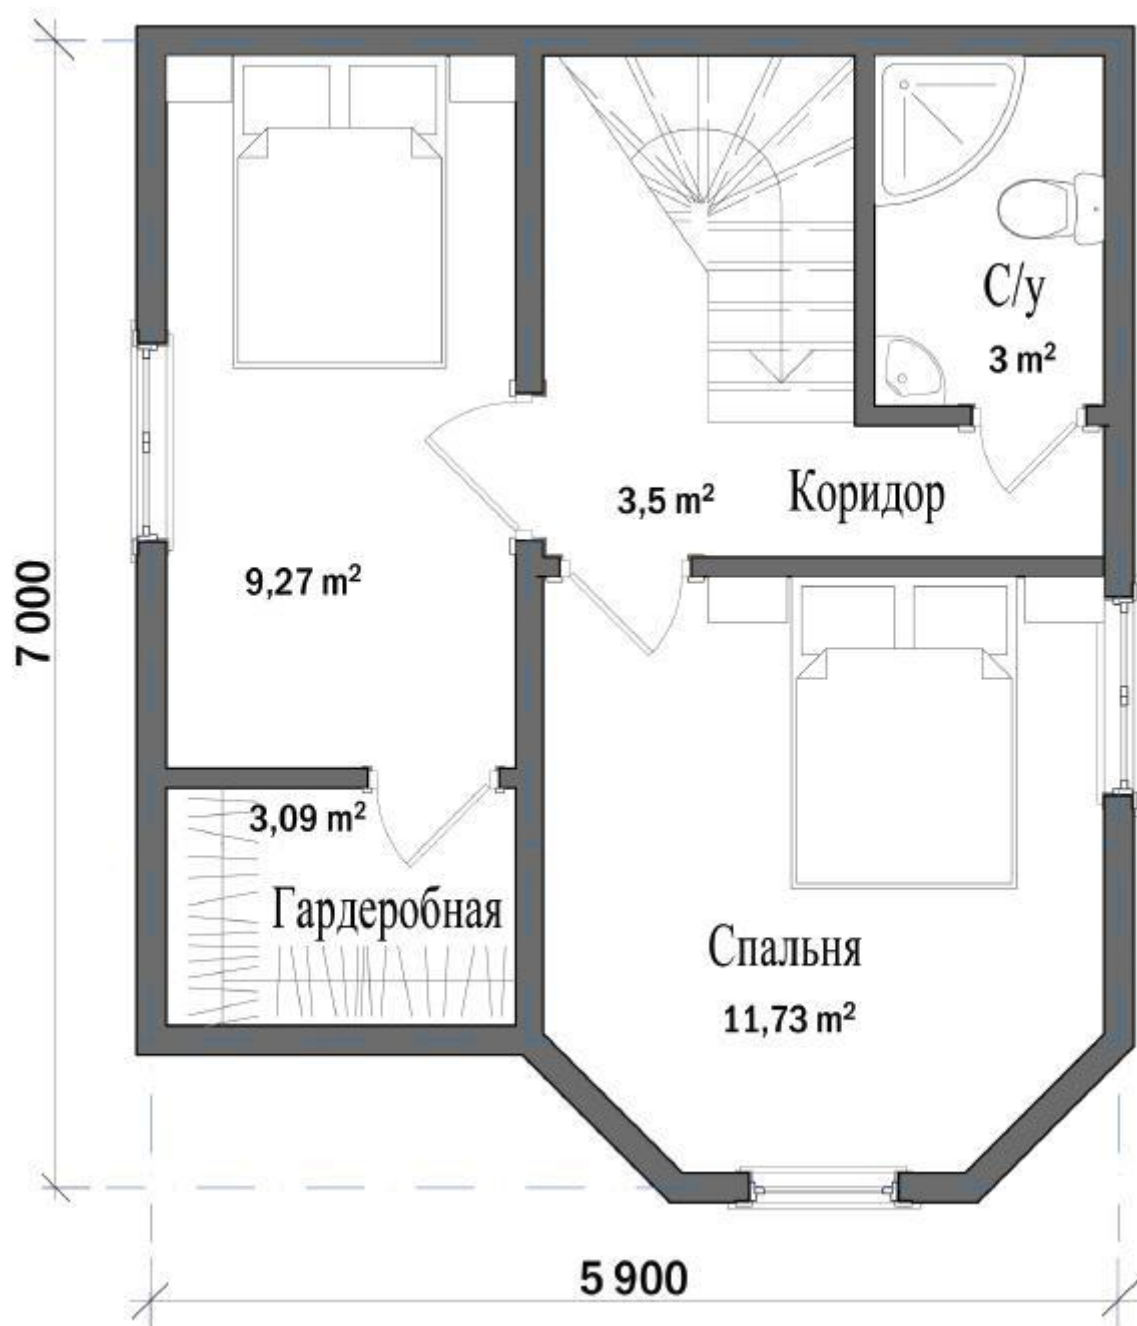 С/у
3 m²
Коридор
3,5 m²
9,27 m²
7 000
3,09 m²
Гардеробная
Спальня
11,73 m²
5 900